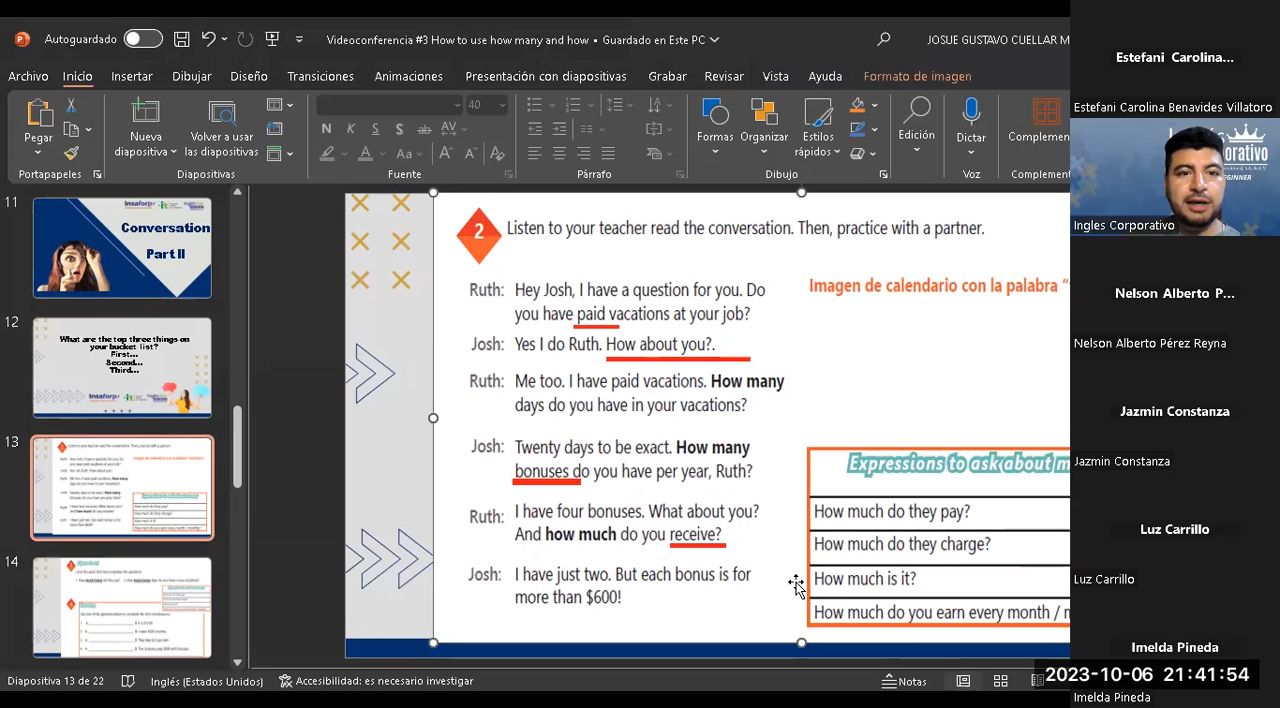 Autoguardado
Videoconferencia #3 How to use how many and how • Guardado en Este PC
JOSUE GUSTAVO CUELLAR M
Archivo Inicio Insertar Dibujar Diseño Transiciones Animaciones Presentación con diapositivas Grabar Revisar Vista Ayuda Formato de imagen
40
Pegar
Nueva diapositiva
Volver a usar las diapositivas
Formas
Organizar
Estilos rápidos
Edición
Dictar
Complemen
Portapapeles
Diapositivas
Fuente
Párrafo
Dibujo
Voz
Complement
11
Insaforp
Conversation
Part II
12
What are the top three things on
your bucket list?
First...
Second...
Third...
Insaforp
13
14
2
Listen to your teacher read the conversation. Then, practice with a partner.
Ruth: Hey Josh, I have a question for you. Do
you have paid vacations at your job?
Josh: Yes I do Ruth. How about you?.
Ruth: Me too. I have paid vacations. How many
days do you have in your vacations?
Josh: Twenty days to be exact. How many
bonuses do you have per year, Ruth?
Ruth: I have four bonuses. What about you?
And how much do you receive?
Josh: I have just two. But each bonus is for
more than $600!
Imagen de calendario con la palabra "
Expressions to ask about m
How much do they pay?
How much do they charge?
How much is it?
How much do you earn every month / m
Diapositiva 13 de 22
Inglés (Estados Unidos)
Accesibilidad: es necesario investigar
Notas
Estefani Carolina...
Estefani Carolina Benavides Villatoro
Ingles Corporativo
Nelson Alberto P...
Nelson Alberto Pérez Reyna
Jazmin Constanza
Jazmin Constanza
Luz Carrillo
Luz Carrillo
Imelda Pineda
2023-10-06 21:41:54
Imelda Pineda